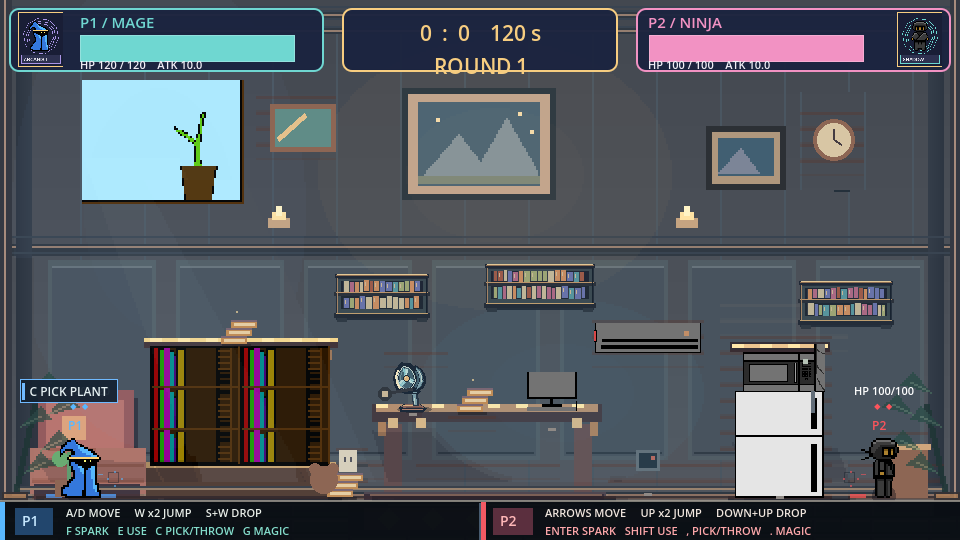 P1 / MAGE
HP 120 / 120 ATK 10.0
ARCANIST
0 : 0 120 s
ROUND 1
P2 / NINJA
HP 100 / 100 ATK 10.0
SHADOW
C PICK PLANT
P1
HP 100/100
P2
P1
A/D MOVE W x2 JUMP S+W DROP
F SPARK E USE C PICK/THROW G MAGIC
P2
ARROWS MOVE UP x2 JUMP DOWN+UP DROP
ENTER SPARK SHIFT USE , PICK/THROW . MAGIC